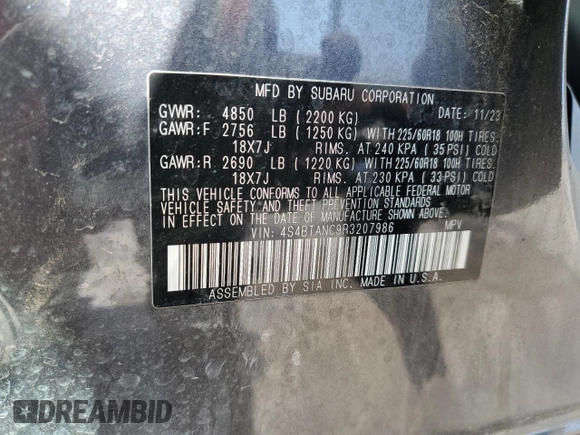 MFD BY SUBARU CORPORATION
GVWR: 4850 LB (2200 KG) DATE: 11/23
GAWR:F. 2756 LB (1250 KG) WITH 225/60R18 100H TIRES.
18X7J RIMS. AT 240 KPA (35 PSI) COLD
GAWR:R. 2690 LB (1220 KG) WITH 225/60R18 100H TIRES.
18X7J RIMS. AT 230 KPA (33 PSI) COLD
THIS VEHICLE CONFORMS TO ALL APPLICABLE FEDERAL MOTOR
VEHICLE SAFETY AND THEFT PREVENTION STANDARDS
IN EFFECT ON THE DATE OF MANUFACTURE SHOWN ABOVE.
VIN: 4S4BTANC9R3207986 MPV
ASSEMBLED BY SIA INC. MADE IN U.S.A.
DREAMBID